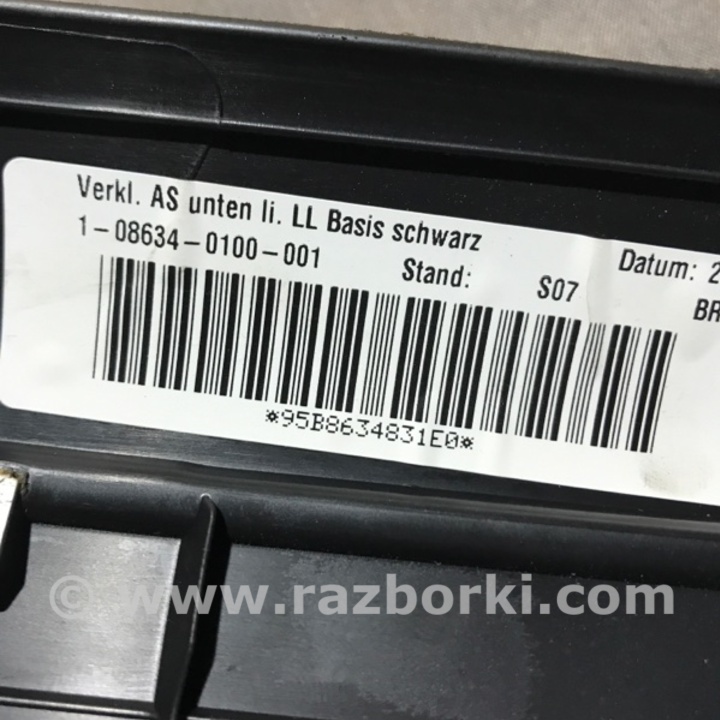 Verkl. AS unten li. LL Basis schwarz
1-08634-0100-001 Stand: S07 Datum: 2
BR
*95B8634831E0*
© www.razborki.com